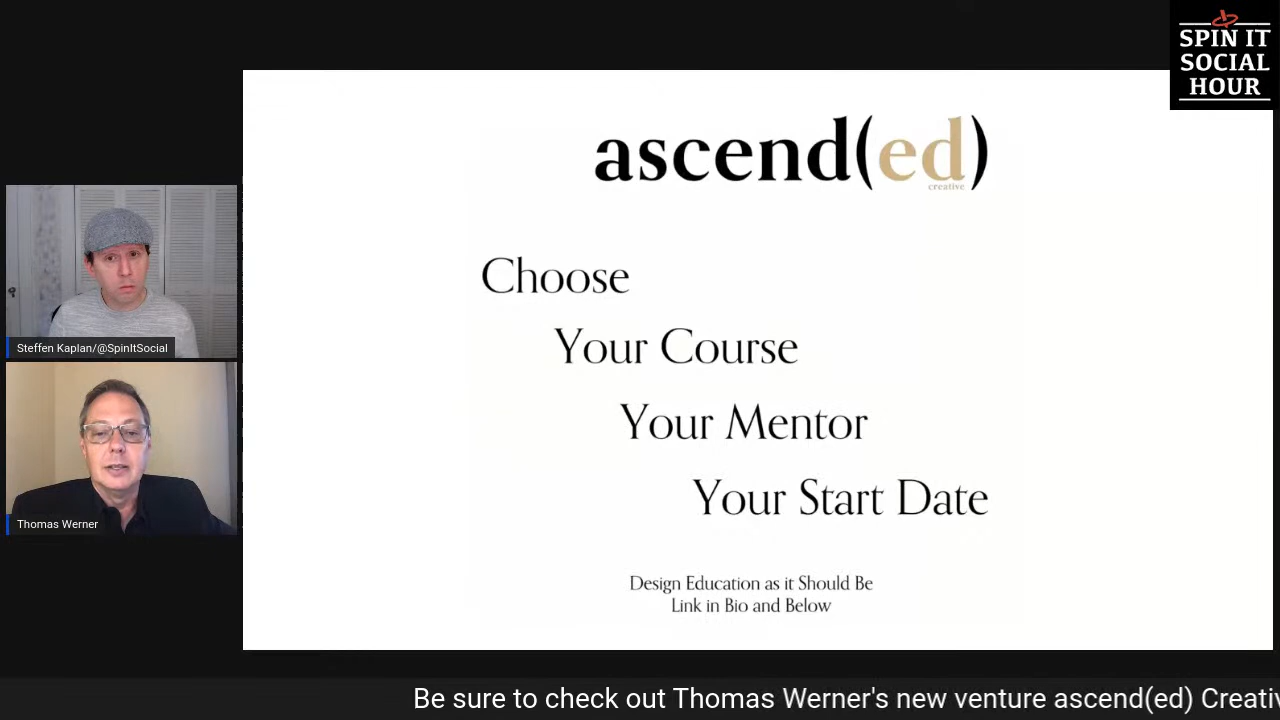 SPIN IT
SOCIAL
HOUR
ascend(ed)
creative
Choose
Your Course
Your Mentor
Your Start Date
Design Education as it Should Be
Link in Bio and Below
Steffen Kaplan/@SpinItSocial
Thomas Werner
Be sure to check out Thomas Werner's new venture ascend(ed) Creativ